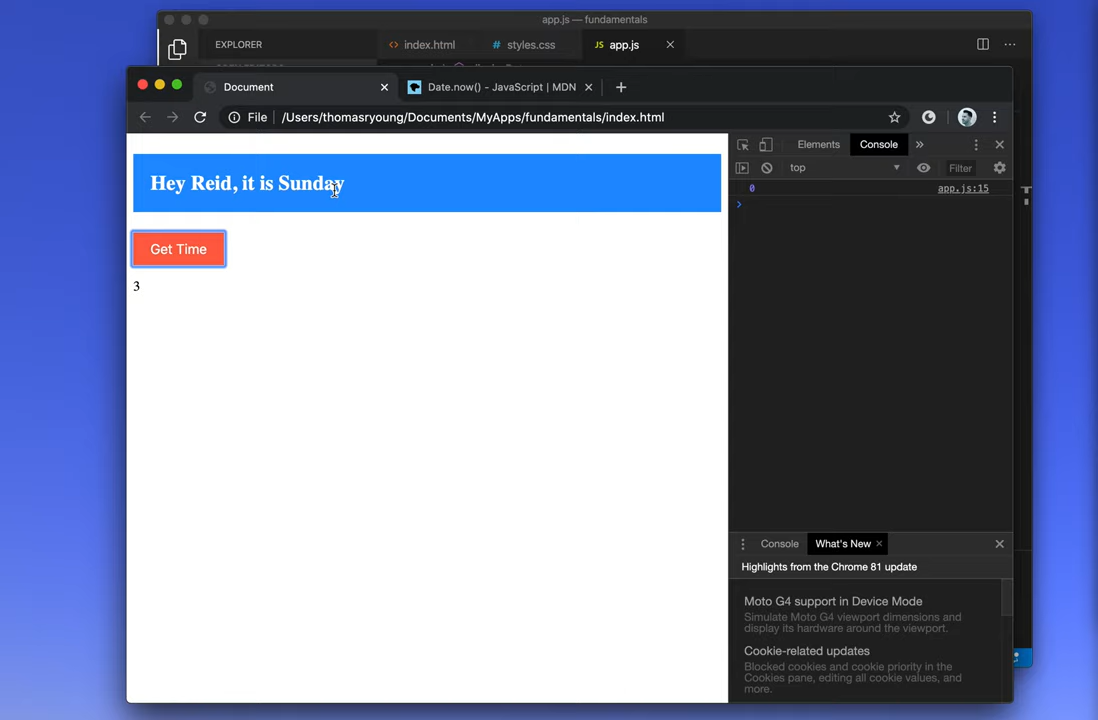 app.js — fundamentals
EXPLORER
index.html
styles.css
JS app.js
Document
Date.now() - JavaScript | MDN
File
/Users/thomasryoung/Documents/MyApps/fundamentals/index.html
Elements
Console
top
Filter
Hey Reid, it is Sunday
0
app.js:15
Get Time
3
Console
What's New
Highlights from the Chrome 81 update
Moto G4 support in Device Mode
Simulate Moto G4 viewport dimensions and
display its hardware around the viewport.
Cookie-related updates
Blocked cookies and cookie priority in the
Cookies pane, editing all cookie values, and
more.